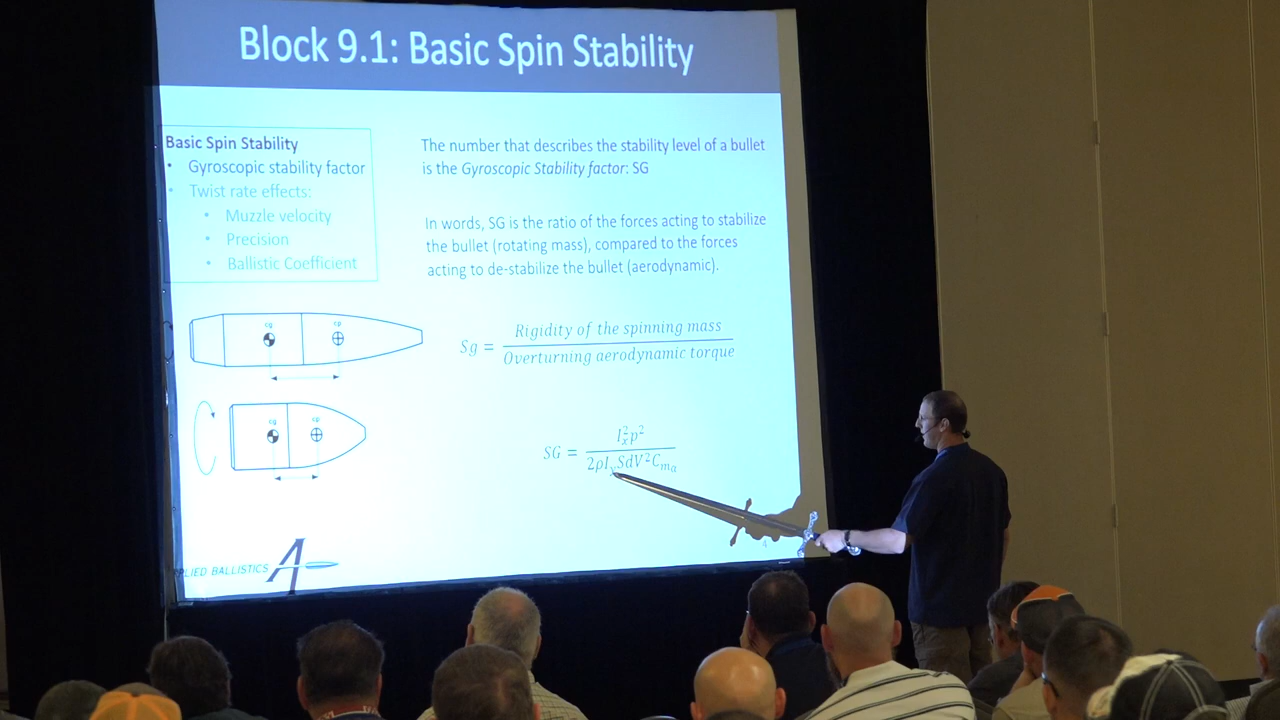 Block 9.1: Basic Spin Stability
Basic Spin Stability
• Gyroscopic stability factor
• Twist rate effects:
• Muzzle velocity
• Precision
• Ballistic Coefficient
The number that describes the stability level of a bullet
is the Gyroscopic Stability factor: SG
In words, SG is the ratio of the forces acting to stabilize
the bullet (rotating mass), compared to the forces
acting to de-stabilize the bullet (aerodynamic).
cg cp
Sg = Rigidity of the spinning mass / Overturning aerodynamic torque
cg cp
SG = I_x^2 p^2 / 2ρI_y SdV^2 C_{m_α}
LIED BALLISTICS A
4